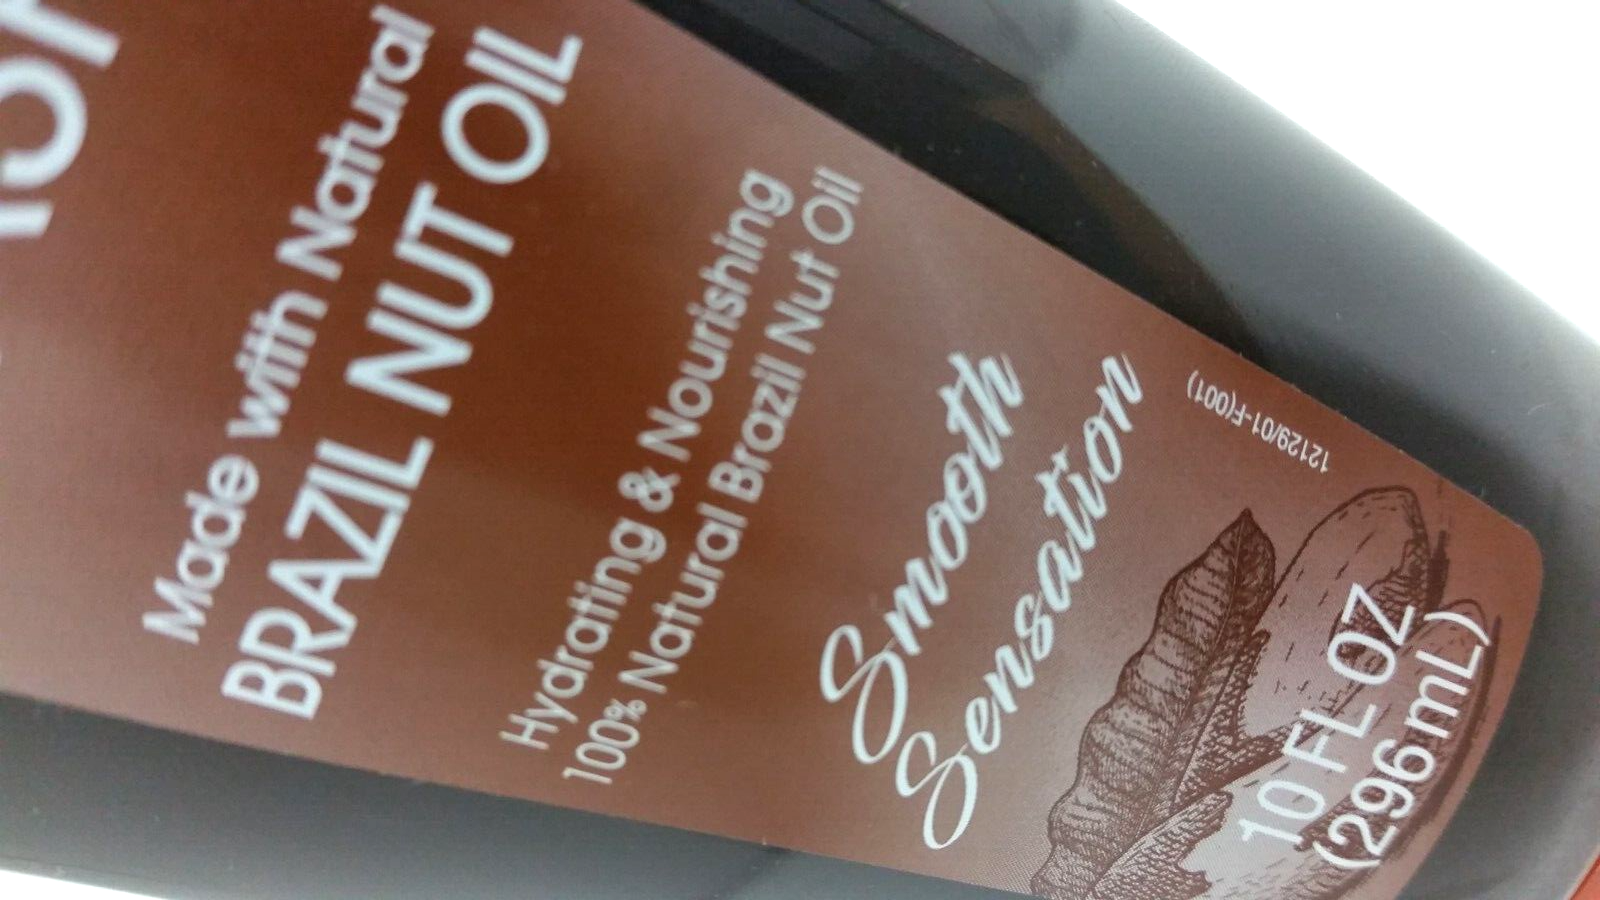 Made with Natural
BRAZIL NUT OIL
Hydrating & Nourishing
100% Natural Brazil Nut Oil
Smooth
Sensation
12129/01-F(001)
10 FL OZ
(296 mL)